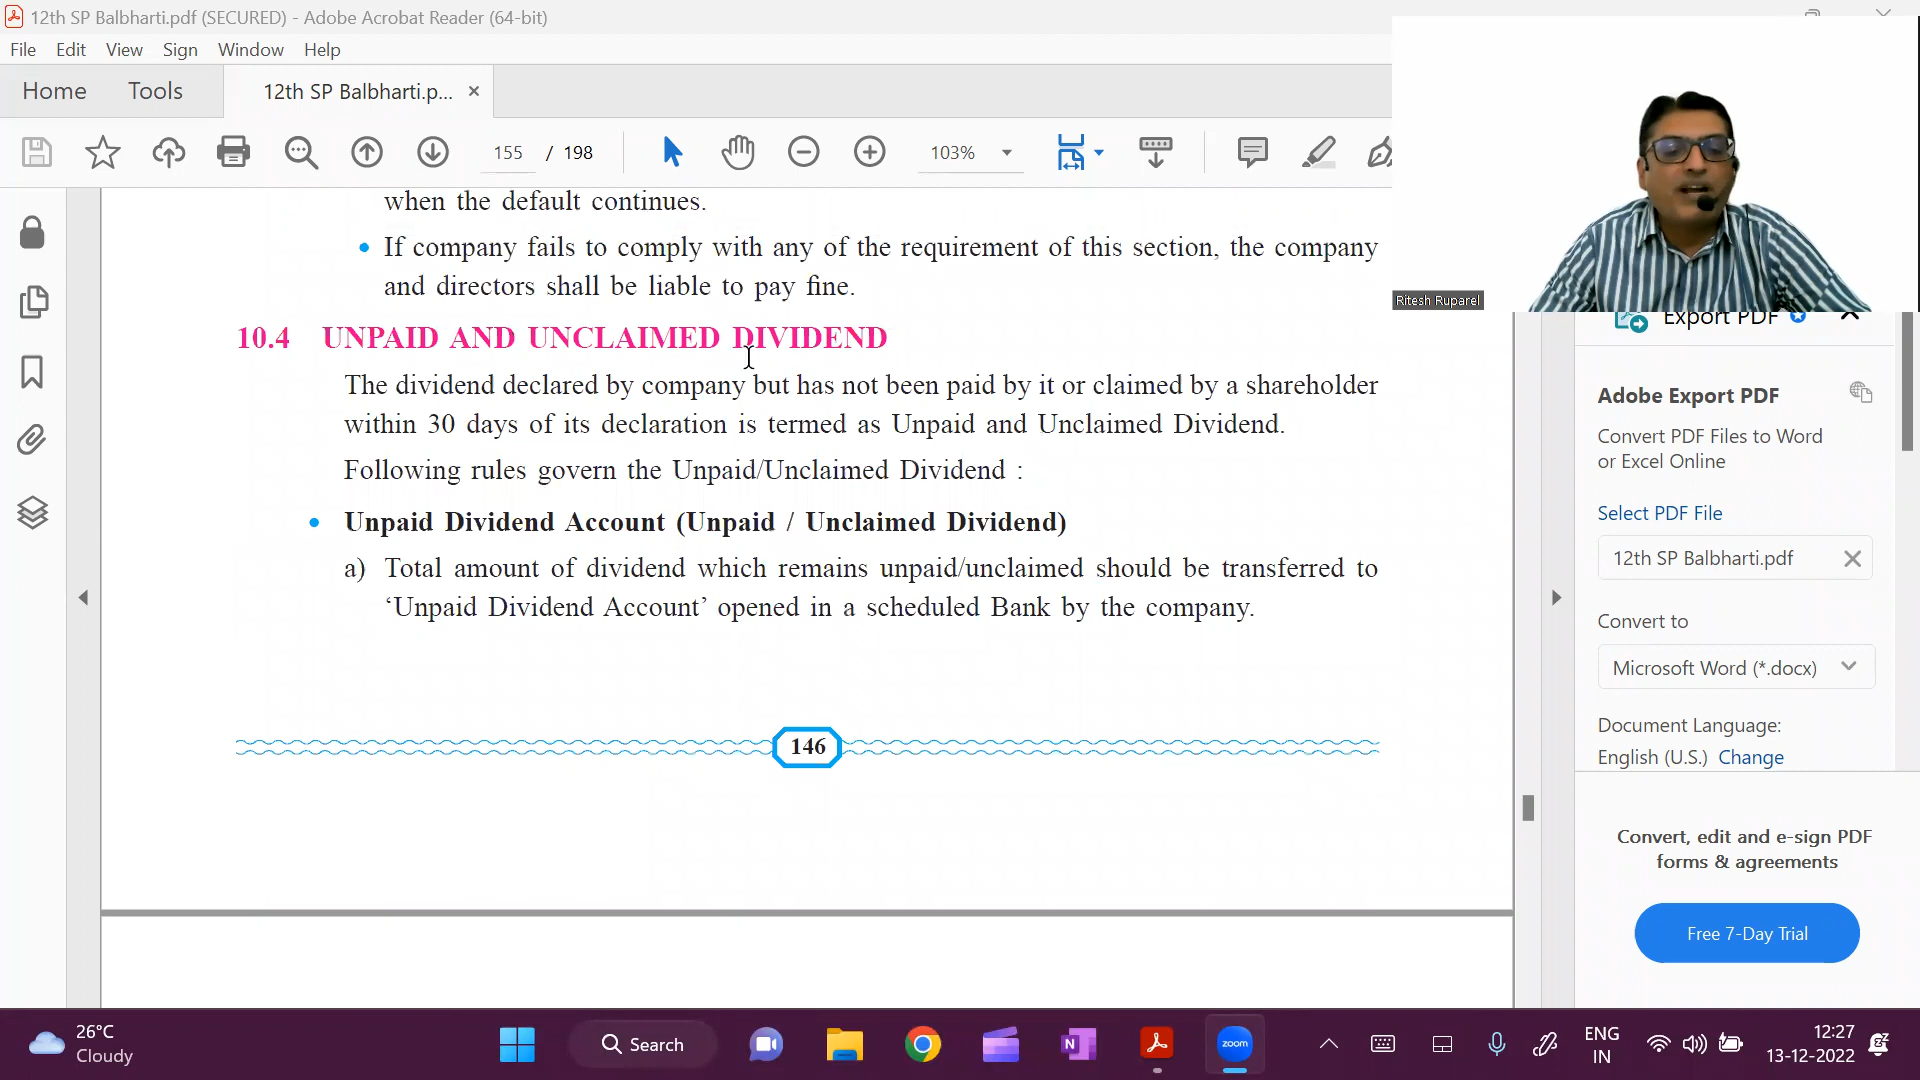 12th SP Balbharti.pdf (SECURED) - Adobe Acrobat Reader (64-bit)
File Edit View Sign Window Help
Home Tools 12th SP Balbharti.p... ×
155 / 198 103%
when the default continues.
• If company fails to comply with any of the requirement of this section, the company
and directors shall be liable to pay fine.
10.4 UNPAID AND UNCLAIMED DIVIDEND
The dividend declared by company but has not been paid by it or claimed by a shareholder
within 30 days of its declaration is termed as Unpaid and Unclaimed Dividend.
Following rules govern the Unpaid/Unclaimed Dividend :
• Unpaid Dividend Account (Unpaid / Unclaimed Dividend)
a) Total amount of dividend which remains unpaid/unclaimed should be transferred to
‘Unpaid Dividend Account’ opened in a scheduled Bank by the company.
146
Ritesh Ruparel
Export PDF
Adobe Export PDF
Convert PDF Files to Word
or Excel Online
Select PDF File
12th SP Balbharti.pdf
Convert to
Microsoft Word (*.docx)
Document Language:
English (U.S.) Change
Convert, edit and e-sign PDF
forms & agreements
Free 7-Day Trial
26°C
Cloudy
Search
N
zoom
ENG
IN
12:27
13-12-2022